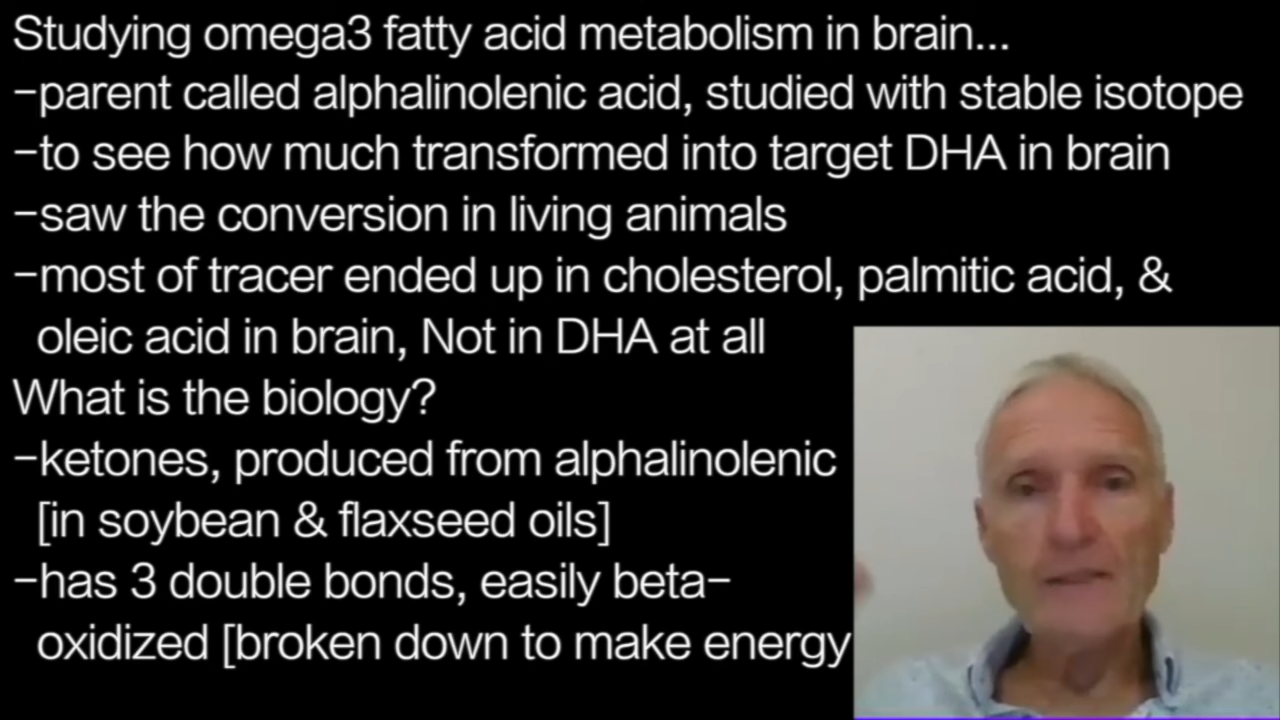 Studying omega3 fatty acid metabolism in brain...
-parent called alphalinolenic acid, studied with stable isotope
-to see how much transformed into target DHA in brain
-saw the conversion in living animals
-most of tracer ended up in cholesterol, palmitic acid, &
oleic acid in brain, Not in DHA at all
What is the biology?
-ketones, produced from alphalinolenic
[in soybean & flaxseed oils]
-has 3 double bonds, easily beta-
oxidized [broken down to make energy